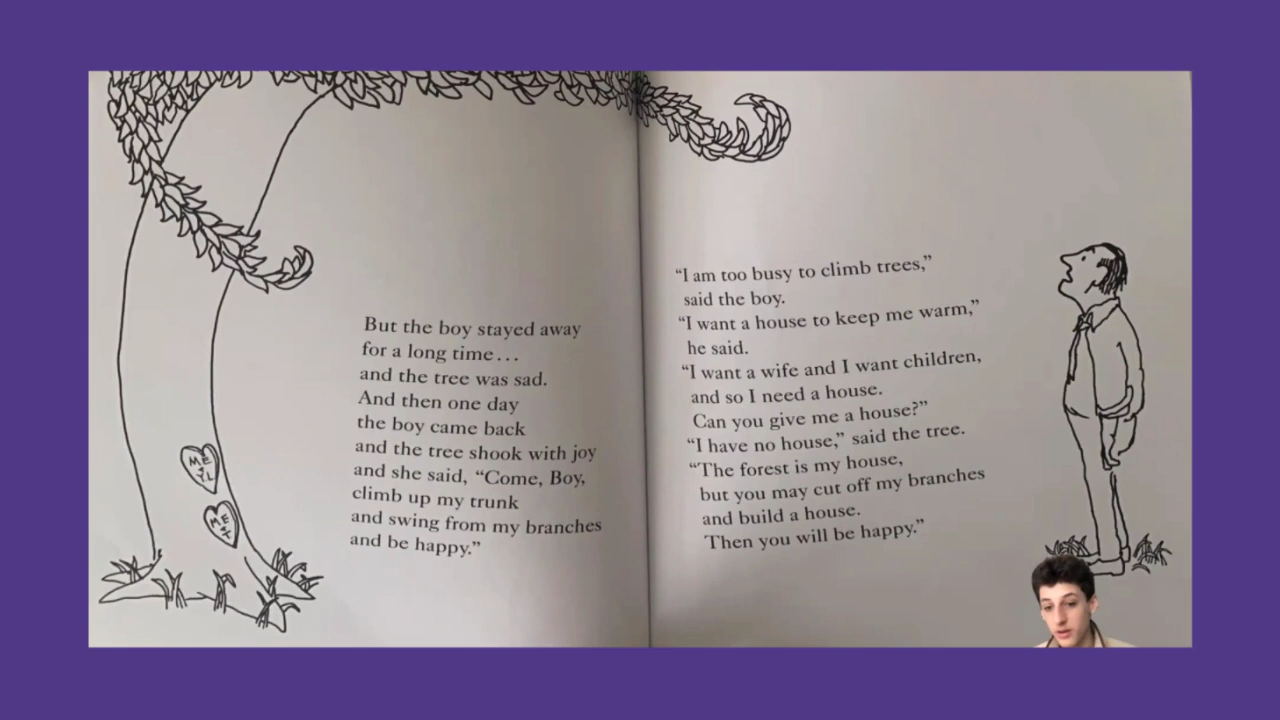 ME
+
Y.L.
ME
+
T
But the boy stayed away
for a long time...
and the tree was sad.
And then one day
the boy came back
and the tree shook with joy
and she said, “Come, Boy,
climb up my trunk
and swing from my branches
and be happy.”
“I am too busy to climb trees,”
said the boy.
“I want a house to keep me warm,”
he said.
“I want a wife and I want children,
and so I need a house.
Can you give me a house?”
“I have no house,” said the tree.
“The forest is my house,
but you may cut off my branches
and build a house.
Then you will be happy.”